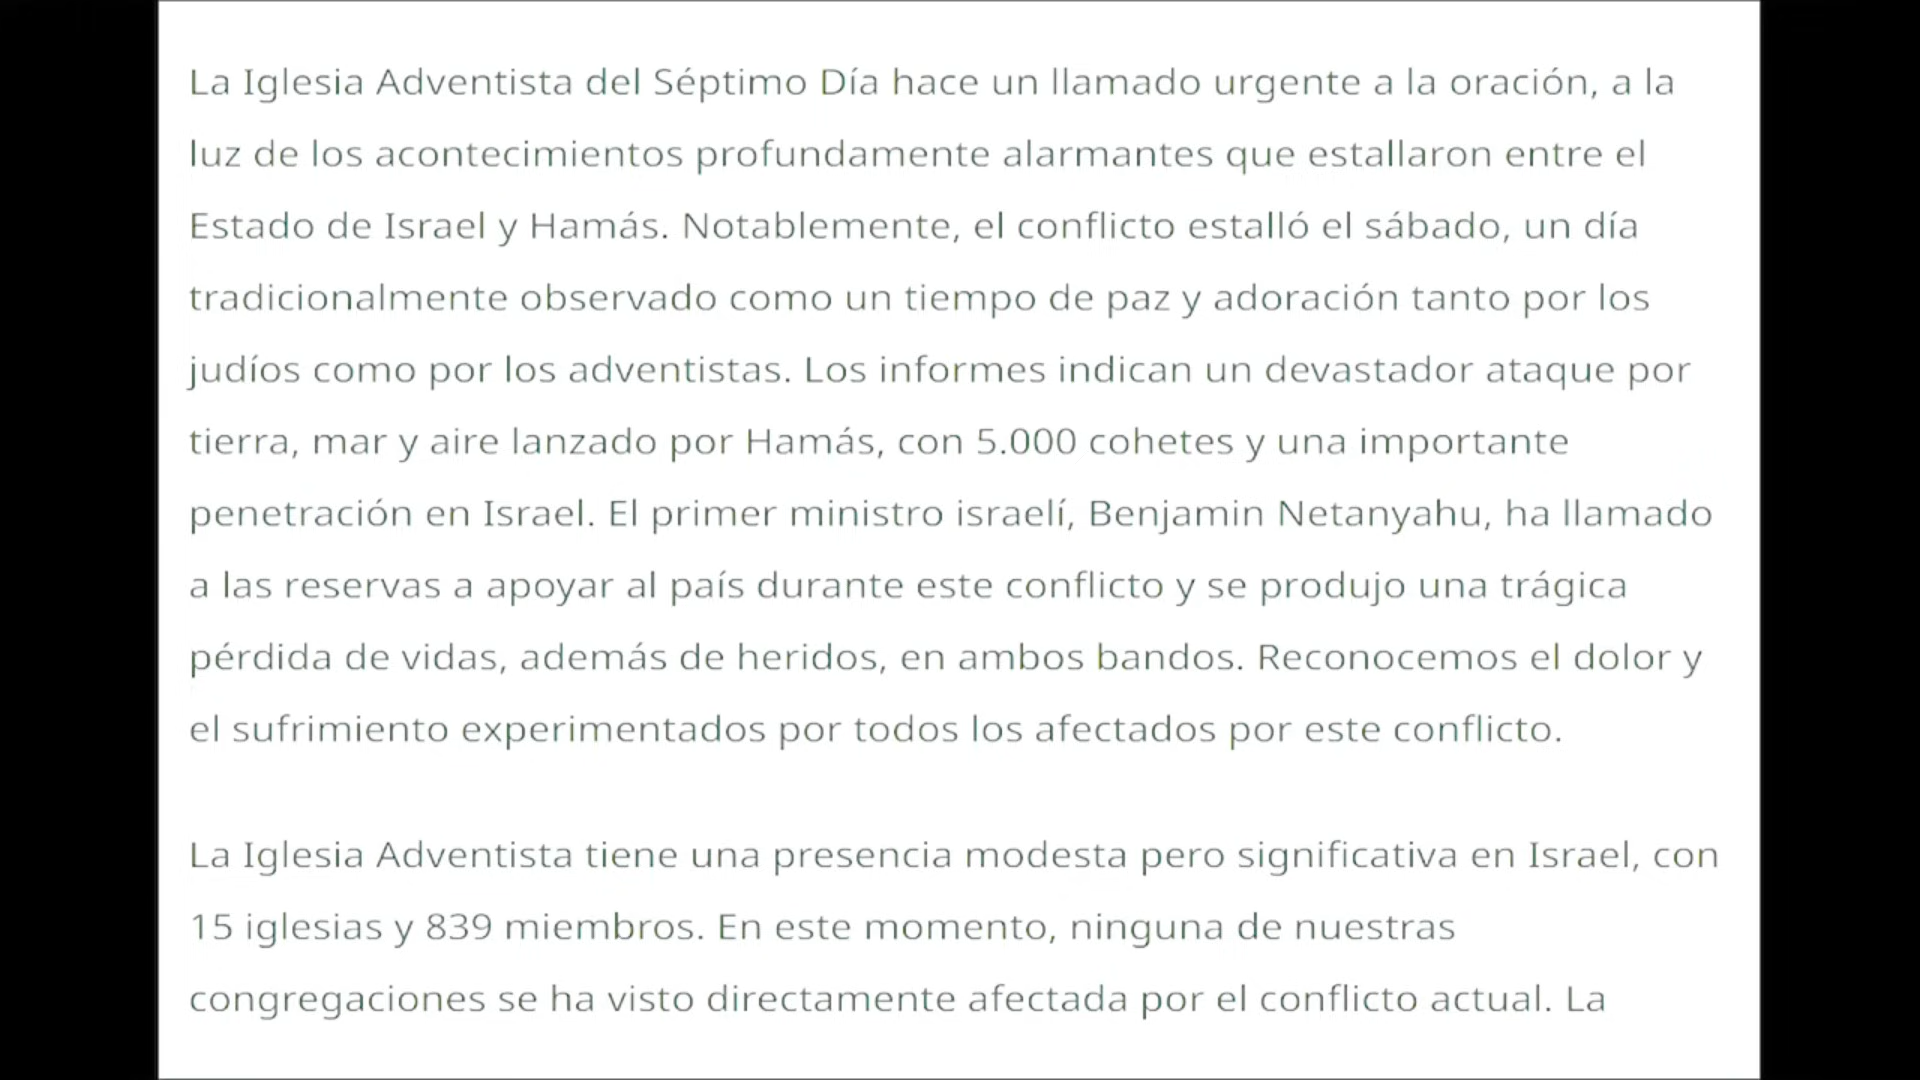 La Iglesia Adventista del Séptimo Día hace un llamado urgente a la oración, a la
luz de los acontecimientos profundamente alarmantes que estallaron entre el
Estado de Israel y Hamás. Notablemente, el conflicto estalló el sábado, un día
tradicionalmente observado como un tiempo de paz y adoración tanto por los
judíos como por los adventistas. Los informes indican un devastador ataque por
tierra, mar y aire lanzado por Hamás, con 5.000 cohetes y una importante
penetración en Israel. El primer ministro israelí, Benjamin Netanyahu, ha llamado
a las reservas a apoyar al país durante este conflicto y se produjo una trágica
pérdida de vidas, además de heridos, en ambos bandos. Reconocemos el dolor y
el sufrimiento experimentados por todos los afectados por este conflicto.
La Iglesia Adventista tiene una presencia modesta pero significativa en Israel, con
15 iglesias y 839 miembros. En este momento, ninguna de nuestras
congregaciones se ha visto directamente afectada por el conflicto actual. La